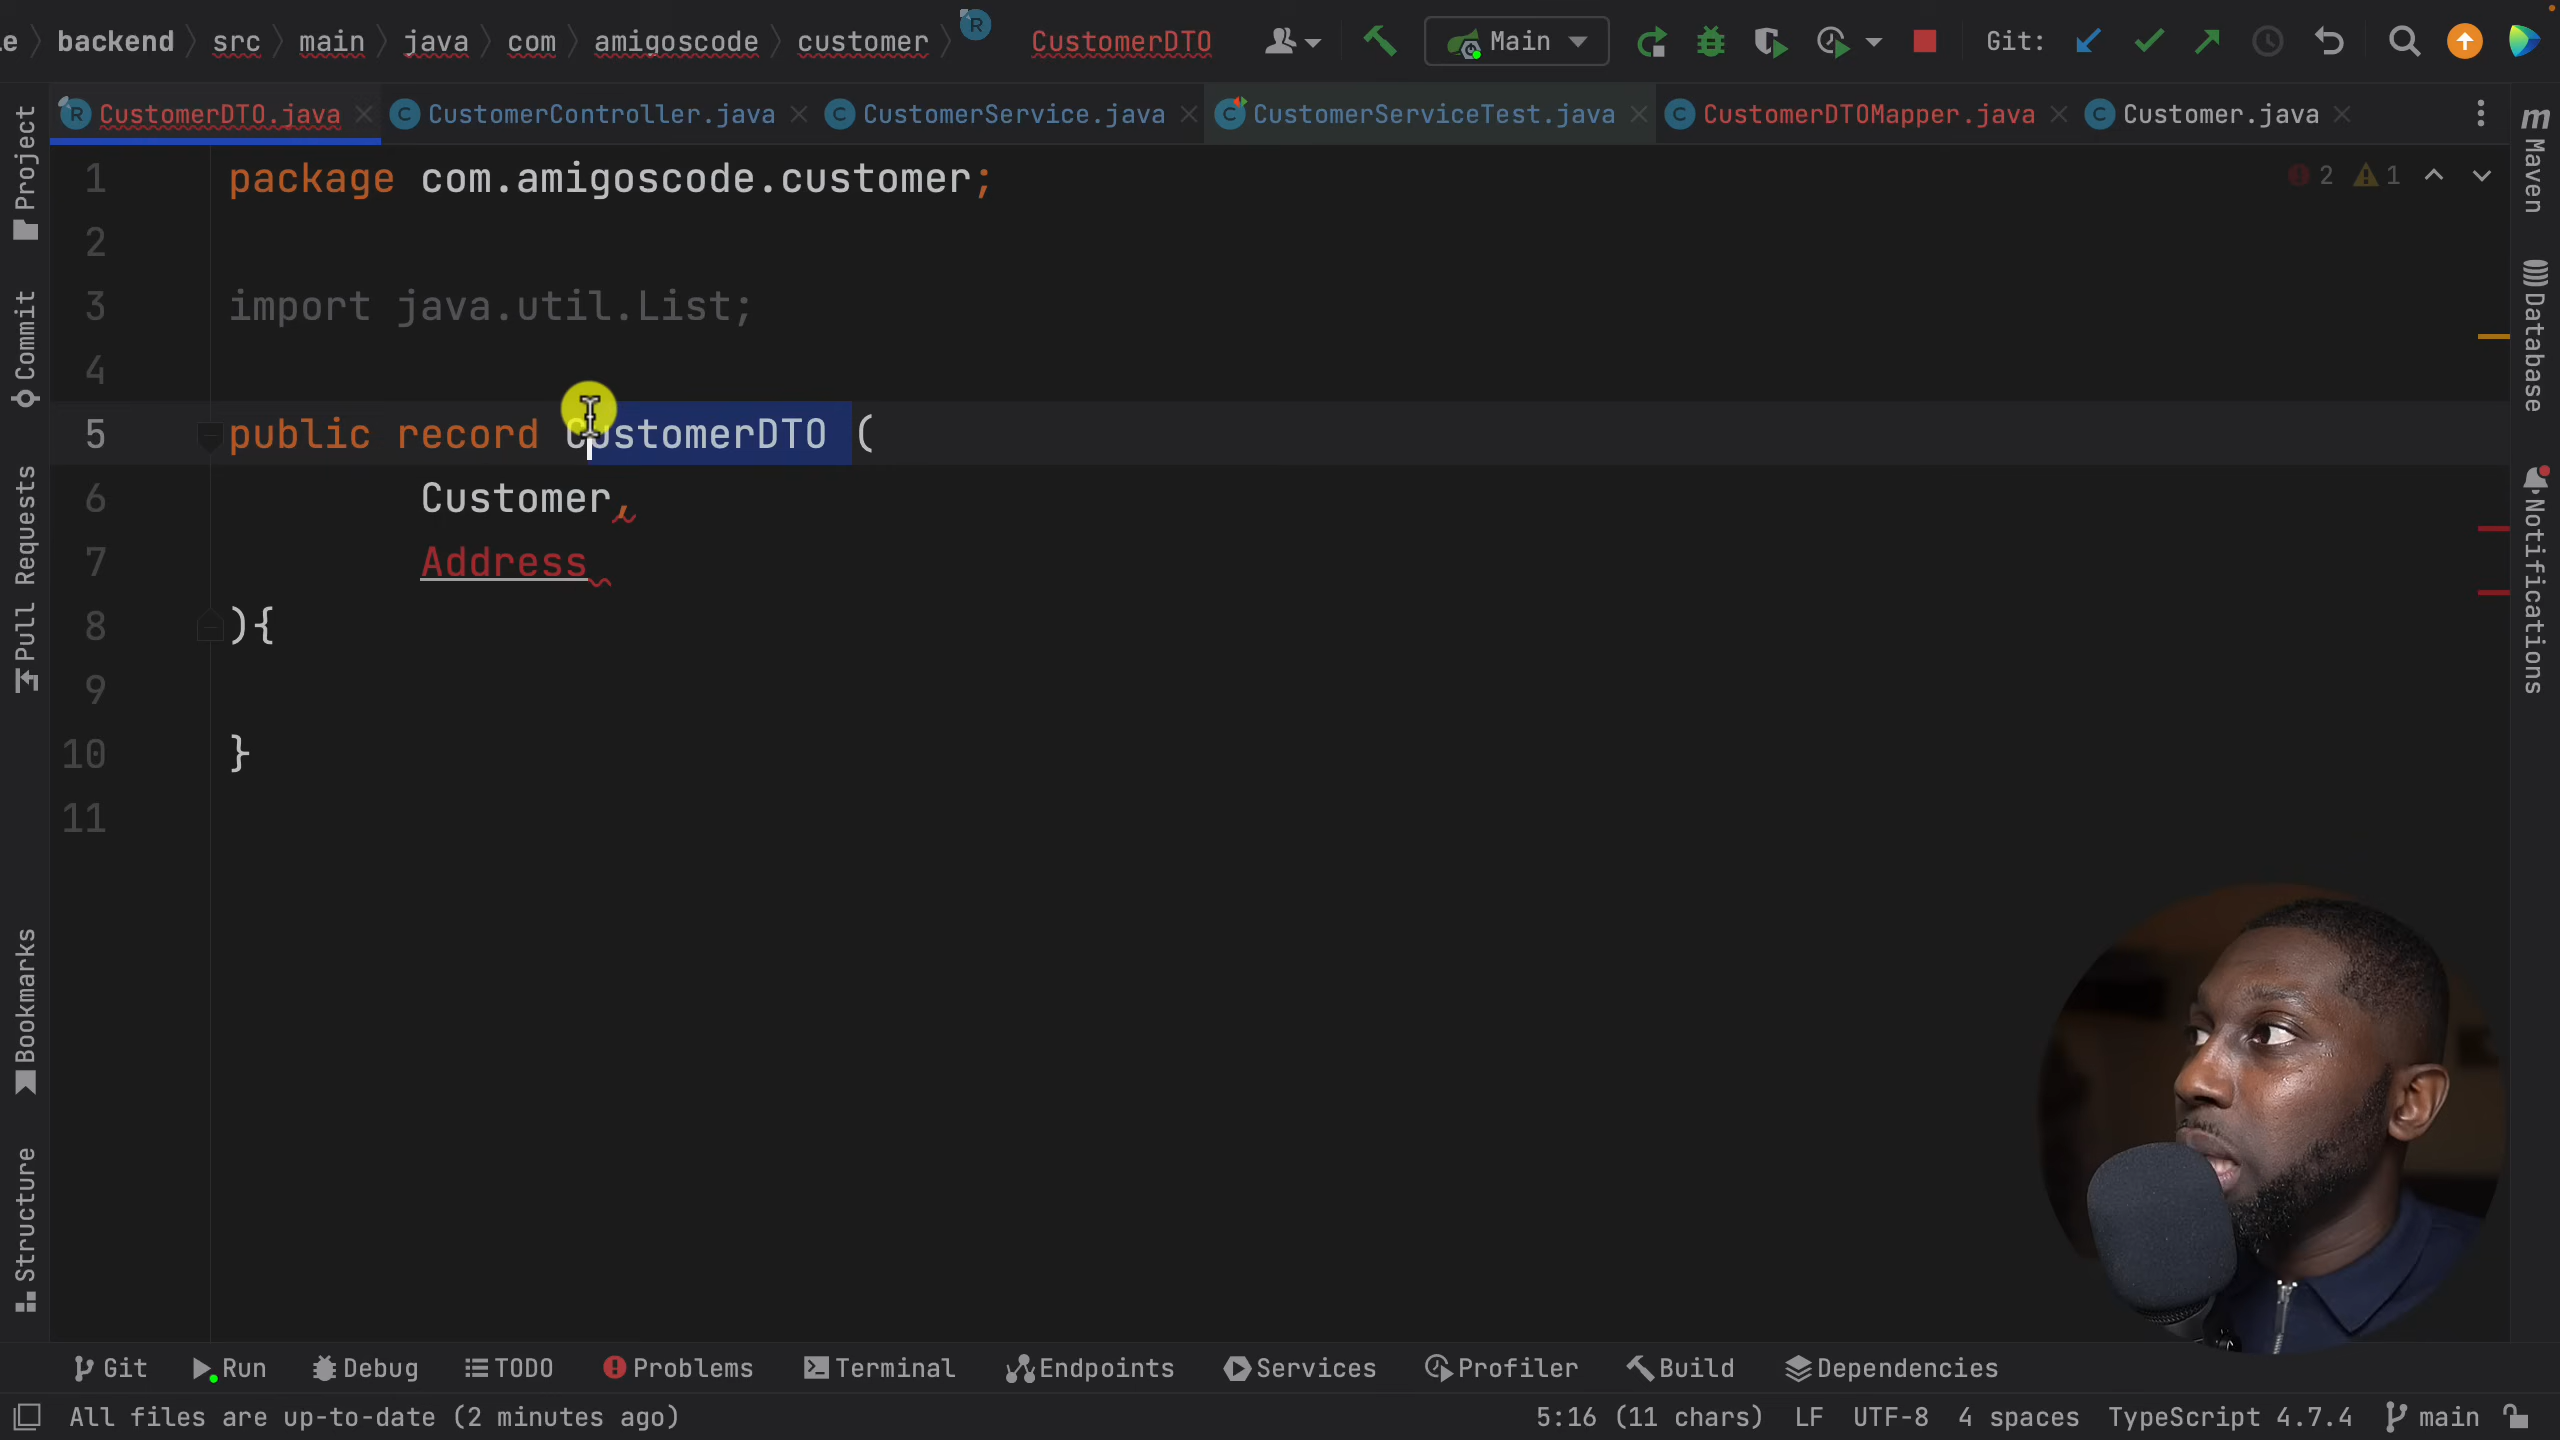 e backend src main java com amigoscode customer CustomerDTO Main Git:
CustomerDTO.java CustomerController.java CustomerService.java CustomerServiceTest.java CustomerDTOMapper.java Customer.java
Project
Commit
Pull Requests
Bookmarks
Structure
1 package com.amigoscode.customer; 2 1
2
3 import java.util.List;
4
5 public record CustomerDTO (
6 Customer,
7 Address
8 ){
9
10 }
11
m Maven
Database
Notifications
Git Run Debug TODO Problems Terminal Endpoints Services Profiler Build Dependencies
All files are up-to-date (2 minutes ago) 5:16 (11 chars) LF UTF-8 4 spaces TypeScript 4.7.4 main